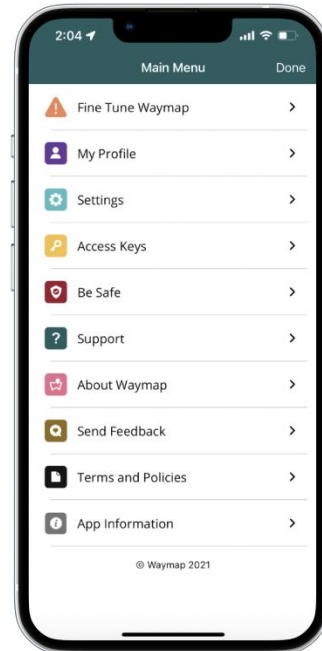 2:04
Main Menu
Done
Fine Tune Waymap
My Profile
Settings
Access Keys
Be Safe
Support
About Waymap
Send Feedback
Terms and Policies
App Information
© Waymap 2021